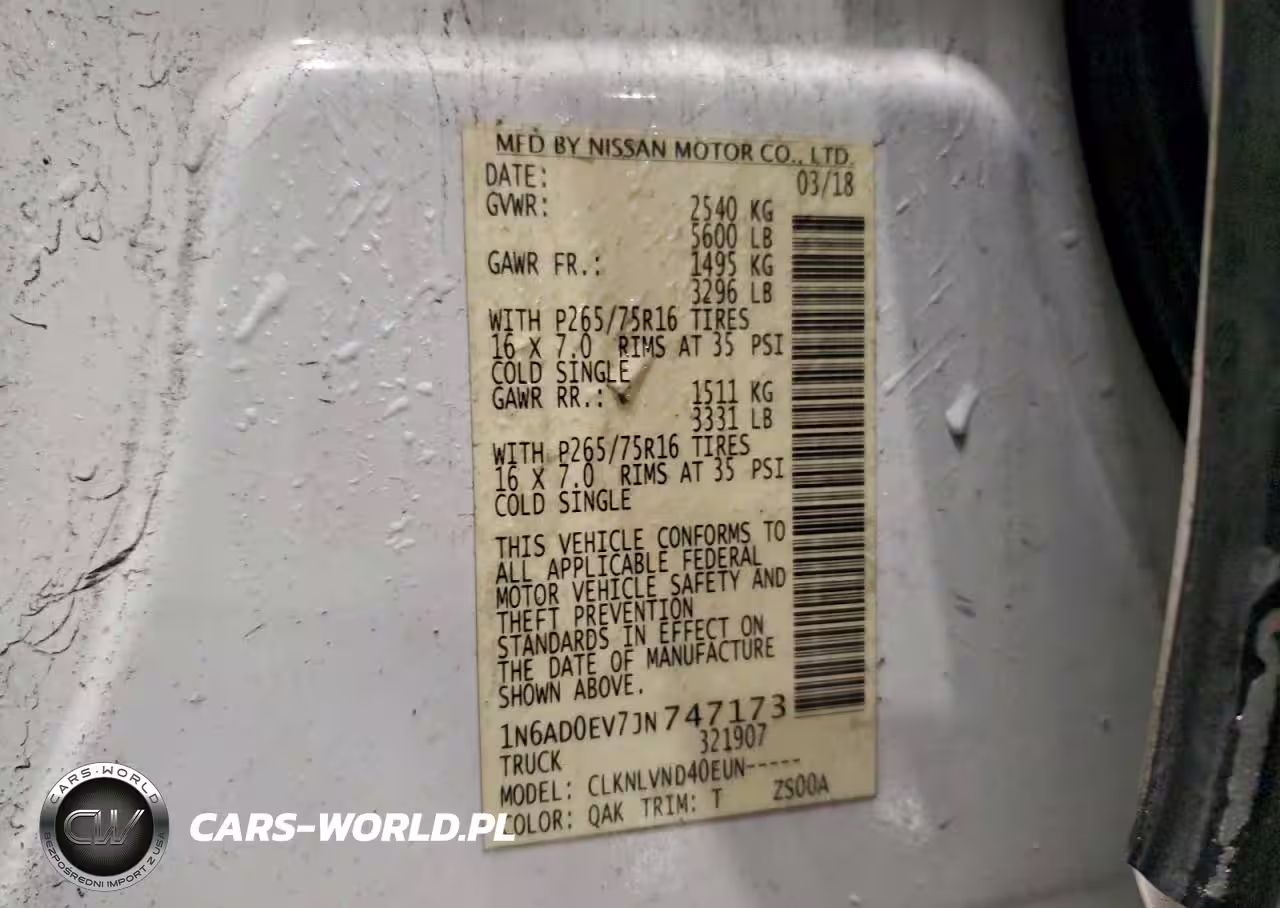 MFD BY NISSAN MOTOR CO., LTD.
DATE: 03/18
GVWR: 2540 KG
5600 LB
GAWR FR.: 1495 KG
3296 LB
WITH P265/75R16 TIRES
16 X 7.0 RIMS AT 35 PSI
COLD SINGLE
GAWR RR.: 1511 KG
3331 LB
WITH P265/75R16 TIRES
16 X 7.0 RIMS AT 35 PSI
COLD SINGLE
THIS VEHICLE CONFORMS TO
ALL APPLICABLE FEDERAL
MOTOR VEHICLE SAFETY AND
THEFT PREVENTION
STANDARDS IN EFFECT ON
THE DATE OF MANUFACTURE
SHOWN ABOVE.
1N6AD0EV7JN747173
321907
TRUCK
MODEL: CLKNLVND40EUN-----
COLOR: QAK TRIM: T ZS00A
CARS-WORLD
CW
BEZPOŚREDNI IMPORT Z USA
CARS-WORLD.PL